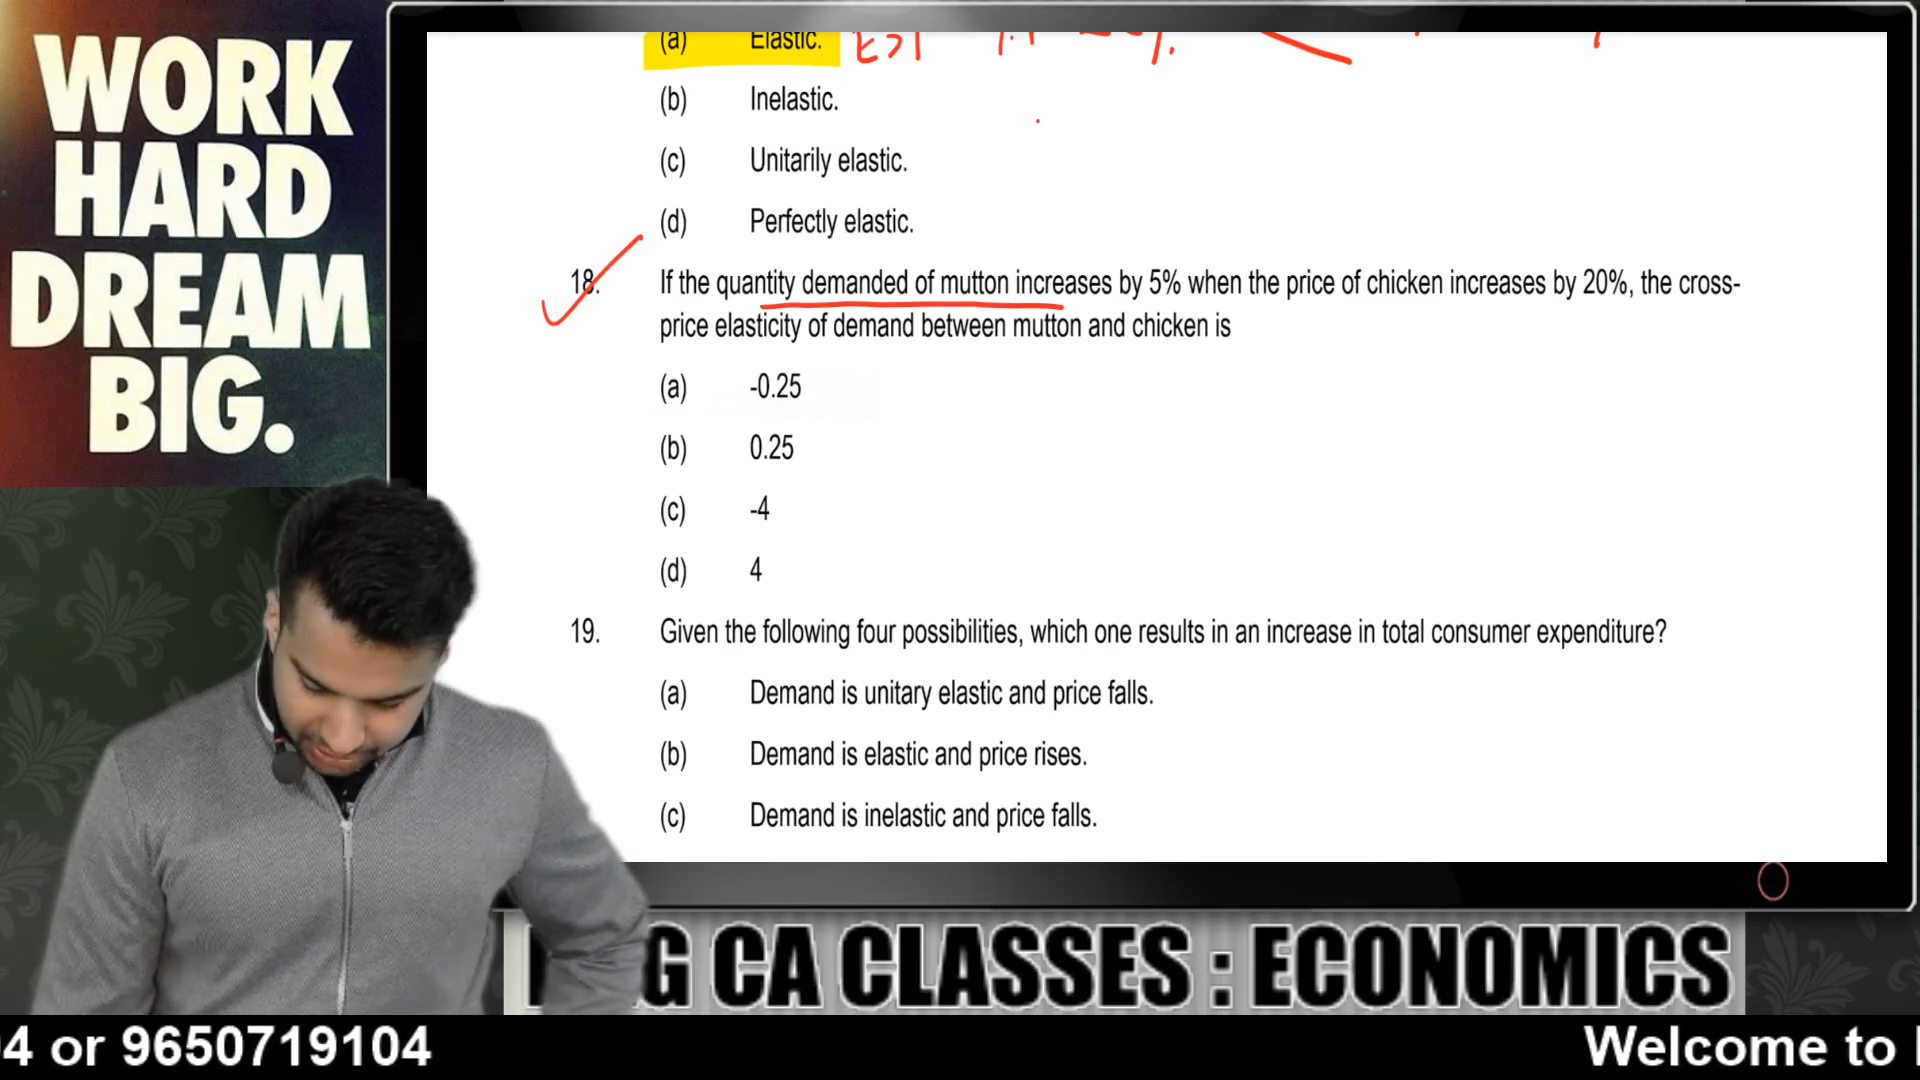 WORK
HARD
DREAM
BIG.
(a) Elastic. E>1
(b) Inelastic.
(c) Unitarily elastic.
(d) Perfectly elastic.
18. If the quantity demanded of mutton increases by 5% when the price of chicken increases by 20%, the cross-
price elasticity of demand between mutton and chicken is
(a) -0.25
(b) 0.25
(c) -4
(d) 4
19. Given the following four possibilities, which one results in an increase in total consumer expenditure?
(a) Demand is unitary elastic and price falls.
(b) Demand is elastic and price rises.
(c) Demand is inelastic and price falls.
G CA CLASSES : ECONOMICS
4 or 9650719104
Welcome to